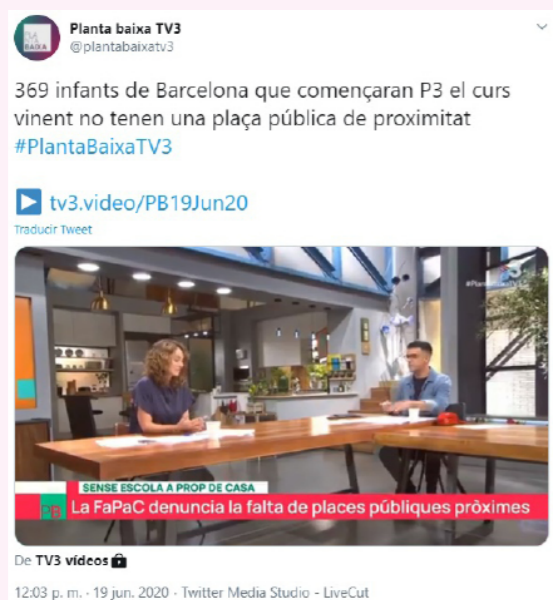 Planta baixa TV3
@plantabaixatv3
369 infants de Barcelona que començaran P3 el curs
vinent no tenen una plaça pública de proximitat
#PlantaBaixaTV3
tv3.video/PB19Jun20
Traducir Tweet
SENSE ESCOLA A PROP DE CASA
PB La FaPaC denuncia la falta de places públiques pròximes
De TV3 vídeos
12:03 p. m. · 19 jun. 2020 · Twitter Media Studio - LiveCut